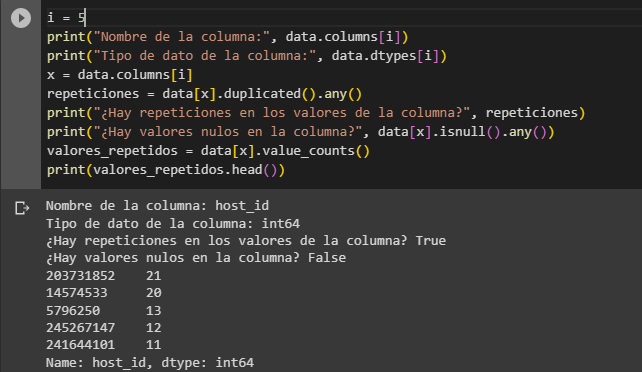 i = 5
print("Nombre de la columna:", data.columns[i])
print("Tipo de dato de la columna:", data.dtypes[i])
x = data.columns[i]
repeticiones = data[x].duplicated().any()
print("¿Hay repeticiones en los valores de la columna?", repeticiones)
print("¿Hay valores nulos en la columna?", data[x].isnull().any())
valores_repetidos = data[x].value_counts()
print(valores_repetidos.head())
Nombre de la columna: host_id
Tipo de dato de la columna: int64
¿Hay repeticiones en los valores de la columna? True
¿Hay valores nulos en la columna? False
203731852    21
14574533     20
5796250      13
245267147    12
241644101    11
Name: host_id, dtype: int64